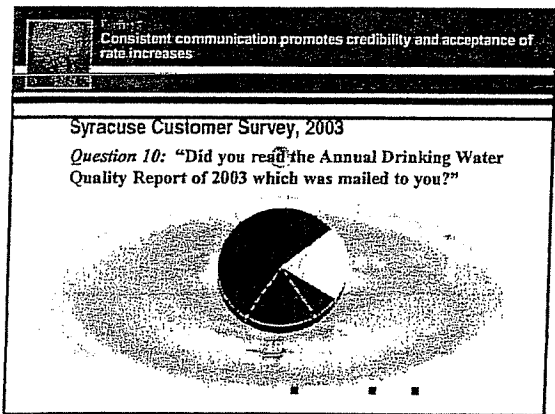 Consistent communication promotes credibility and acceptance of
rate increases
Syracuse Customer Survey, 2003
Question 10: “Did you read the Annual Drinking Water
Quality Report of 2003 which was mailed to you?”